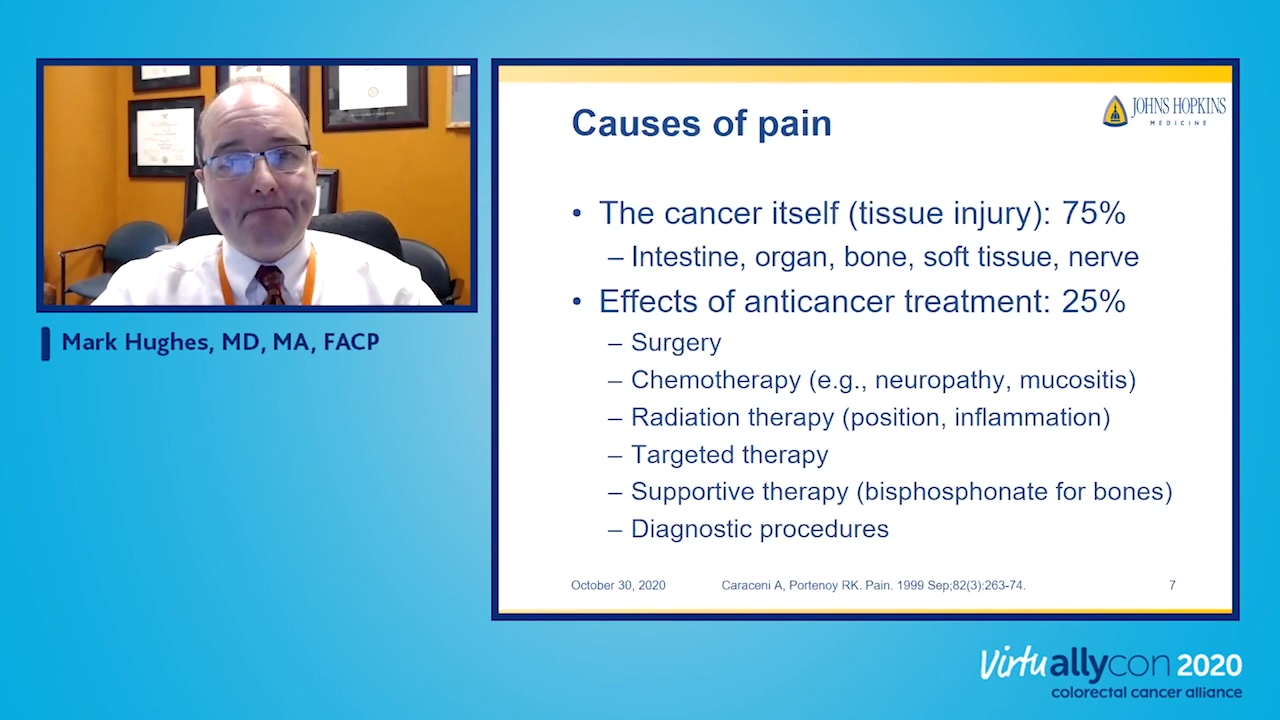 Causes of pain
JOHNS HOPKINS
MEDICINE
• The cancer itself (tissue injury): 75%
– Intestine, organ, bone, soft tissue, nerve
• Effects of anticancer treatment: 25%
– Surgery
– Chemotherapy (e.g., neuropathy, mucositis)
– Radiation therapy (position, inflammation)
– Targeted therapy
– Supportive therapy (bisphosphonate for bones)
– Diagnostic procedures
October 30, 2020 Caraceni A, Portenoy RK. Pain. 1999 Sep;82(3):263-74. 7
Mark Hughes, MD, MA, FACP
Virtuallycon 2020
colorectal cancer alliance